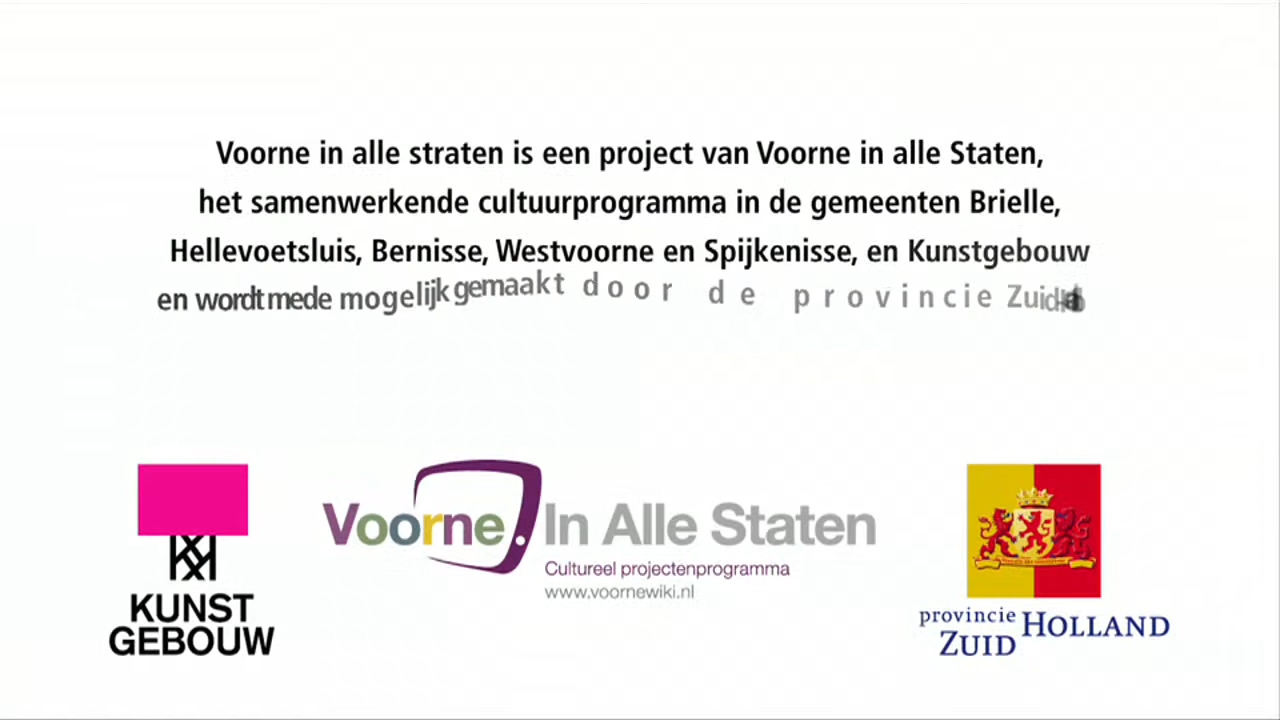 Voorne in alle straten is een project van Voorne in alle Staten,
het samenwerkende cultuurprogramma in de gemeenten Brielle,
Hellevoetsluis, Bernisse, Westvoorne en Spijkenisse, en Kunstgebouw
en wordt mede mogelijk gemaakt door de provincie
KUNST
GEBOUW
Voorne. In Alle Staten
Cultureel projectenprogramma
www.voornewiki.nl
provincie HOLLAND
ZUID